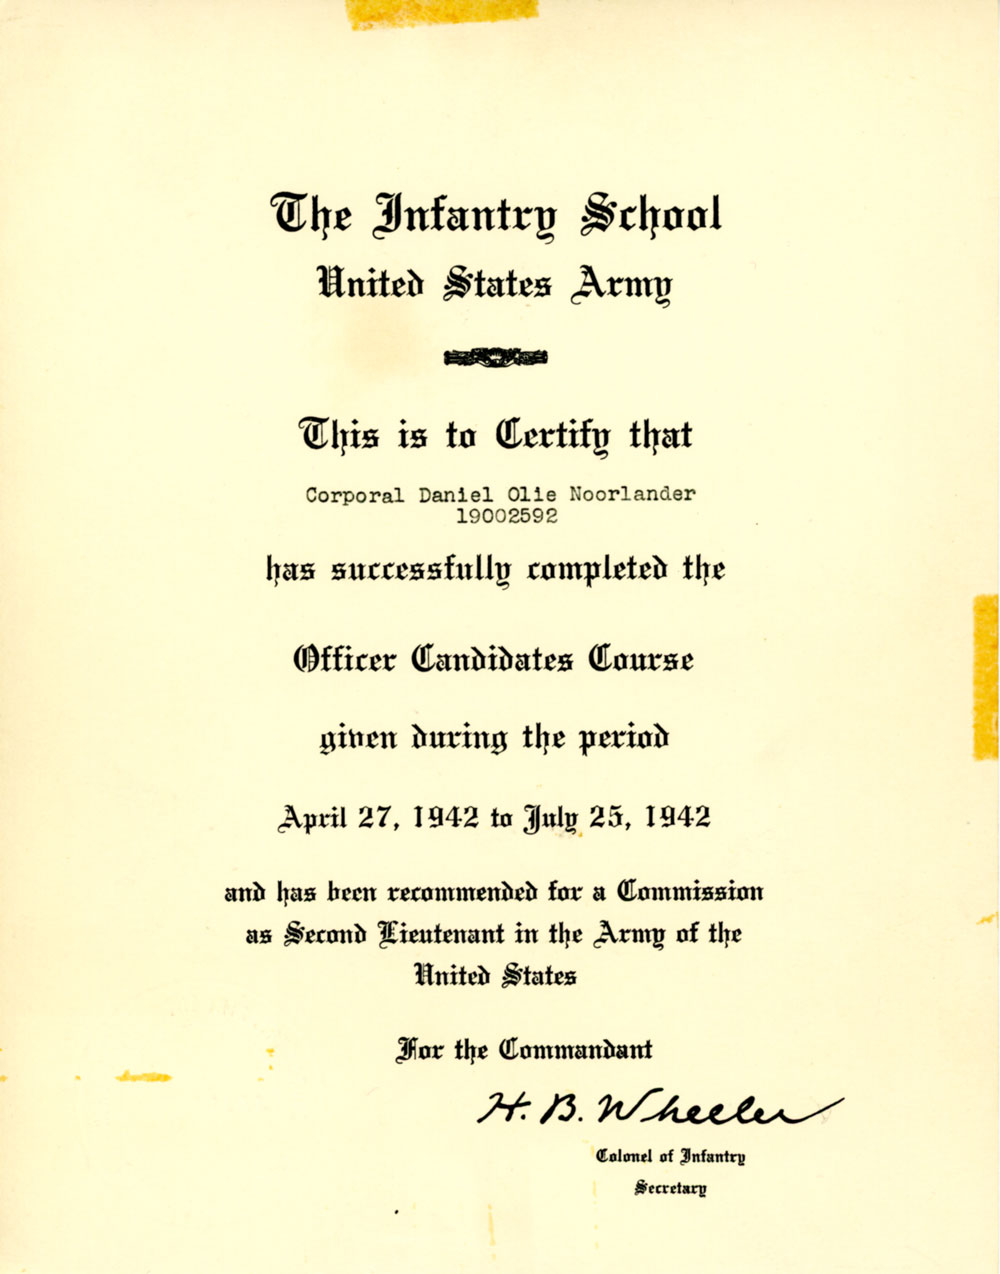 The Infantry School
United States Army
This is to Certify that
Corporal Daniel Olie Noorlander
19002592
has successfully completed the
Officer Candidates Course
given during the period
April 27, 1942 to July 25, 1942
and has been recommended for a Commission
as Second Lieutenant in the Army of the
United States
For the Commandant
H. B. Wheeler
Colonel of Infantry
Secretary